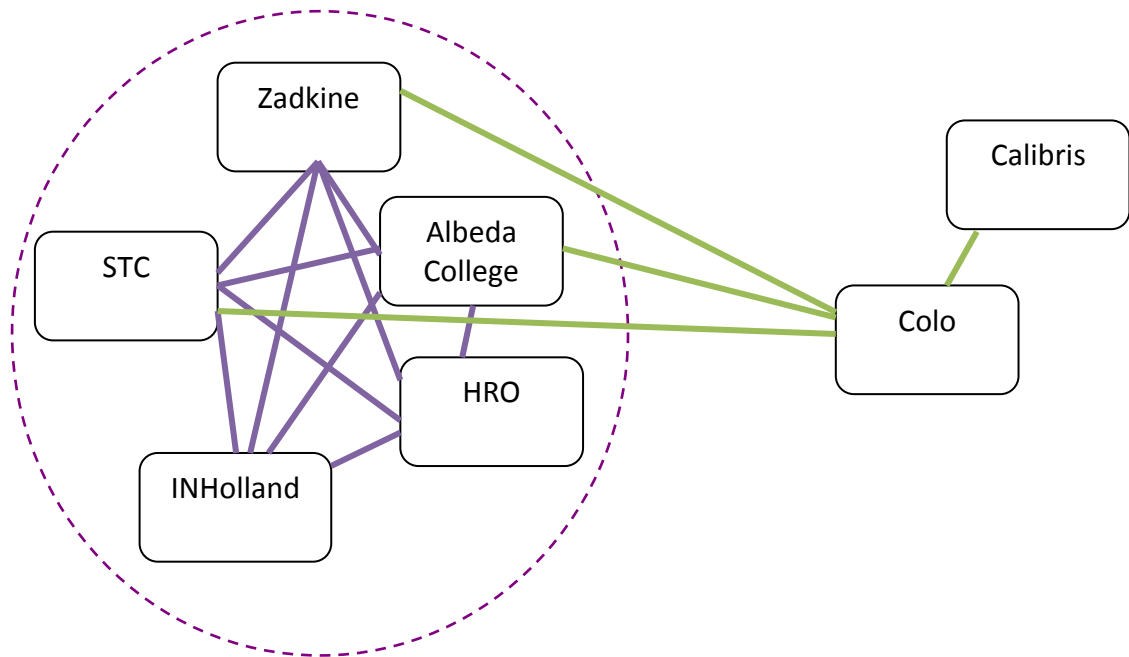 Zadkine
Calibris
Albeda
College
STC
Colo
HRO
INHolland